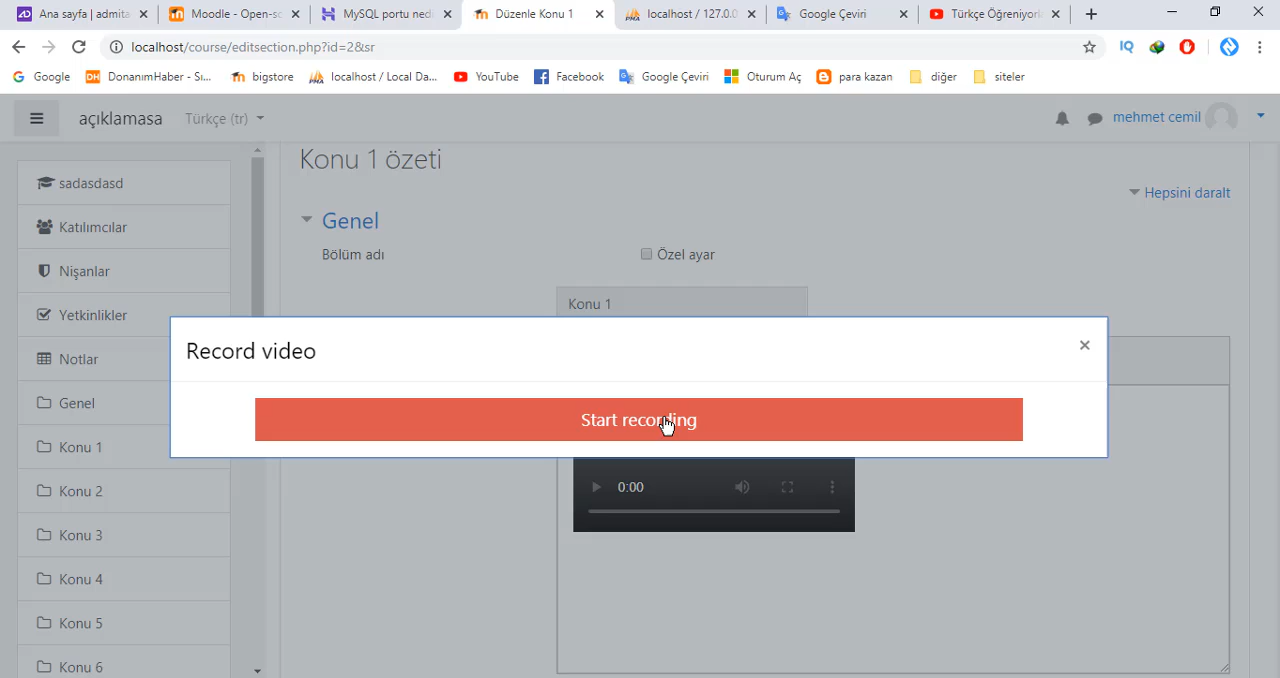 Ana sayfa | admita
Moodle - Open-so
MySQL portu nedi
Düzenle Konu 1
localhost / 127.0.0
Google Çeviri
Türkçe Öğreniyor
localhost/course/editsection.php?id=2&sr
IQ
Google
DH DonanımHaber - Si...
bigstore
localhost / Local Da...
YouTube
Facebook
Google Çeviri
Oturum Aç
para kazan
diğer
siteler
açıklamasa
Türkçe (tr)
mehmet cemil
sadasdasd
Katılımcılar
Nişanlar
Yetkinlikler
Notlar
Genel
Konu 1
Konu 2
Konu 3
Konu 4
Konu 5
Konu 6
Konu 1 özeti
Hepsini daralt
Genel
Bölüm adı
Özel ayar
Konu 1
Record video
×
Start recording
0:00